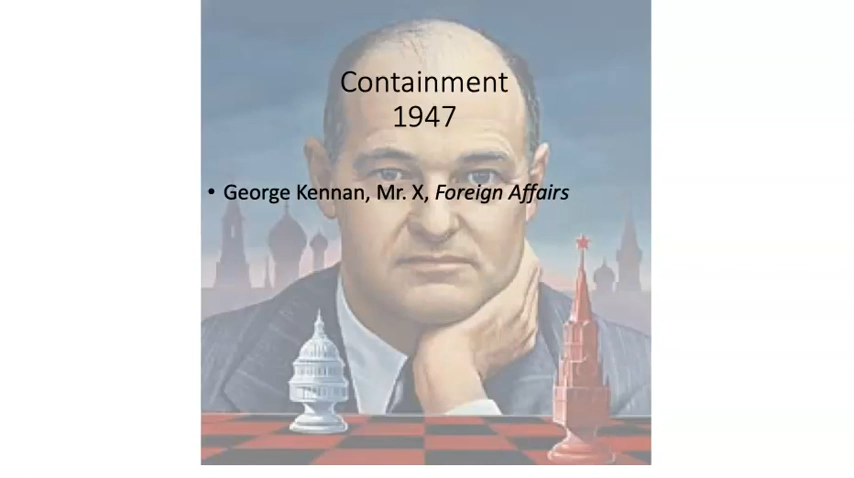 Containment
1947
• George Kennan, Mr. X, Foreign Affairs